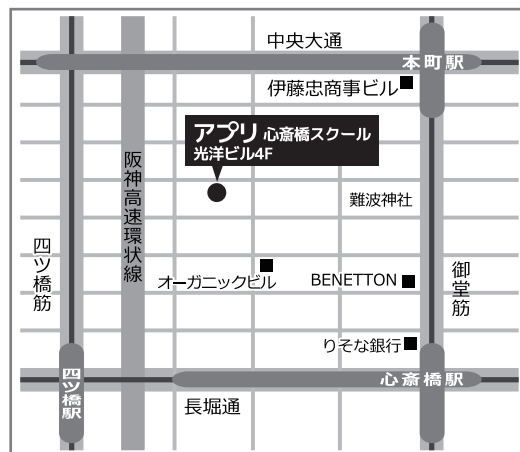 中央大通
本町駅
伊藤忠商事ビル
アプリ 心斎橋スクール
光洋ビル4F
阪神高速環状線
難波神社
四ツ橋筋
御堂筋
オーガニックビル
BENETTON
りそな銀行
四ツ橋駅
心斎橋駅
長堀通